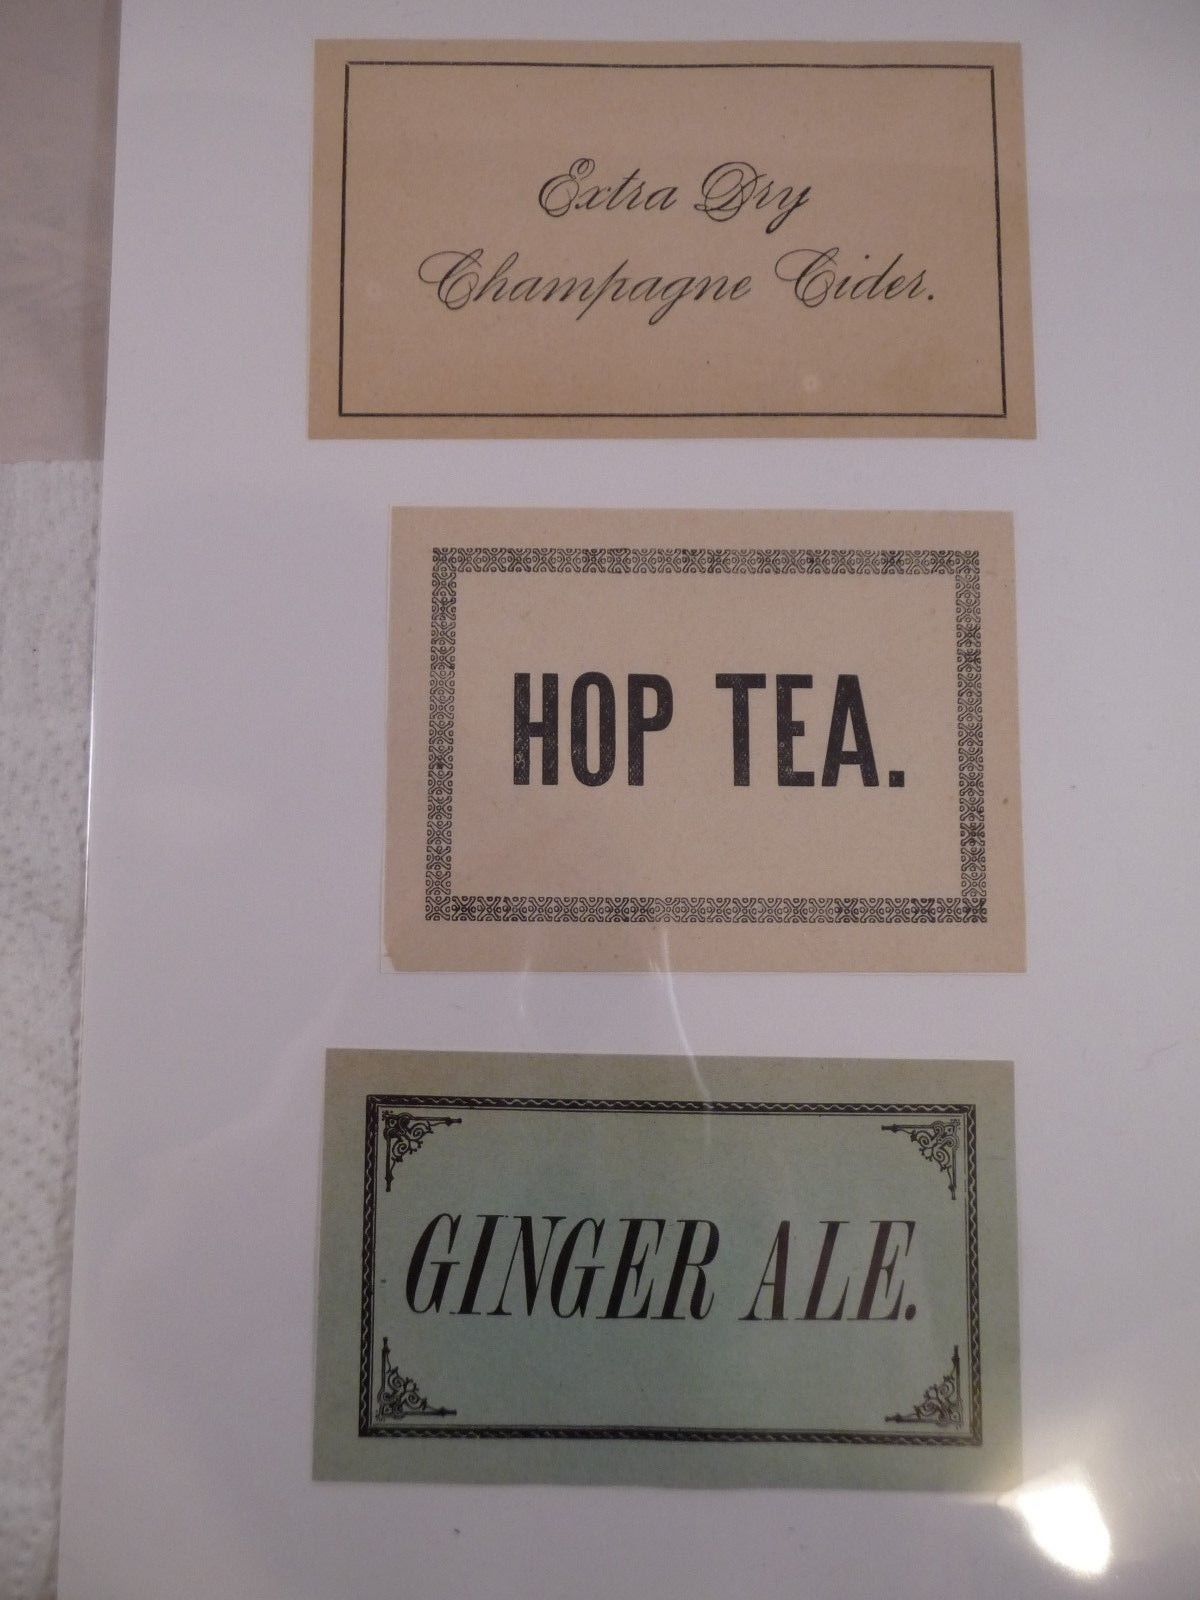 Extra Dry
Champagne Cider.
HOP TEA.
GINGER ALE.